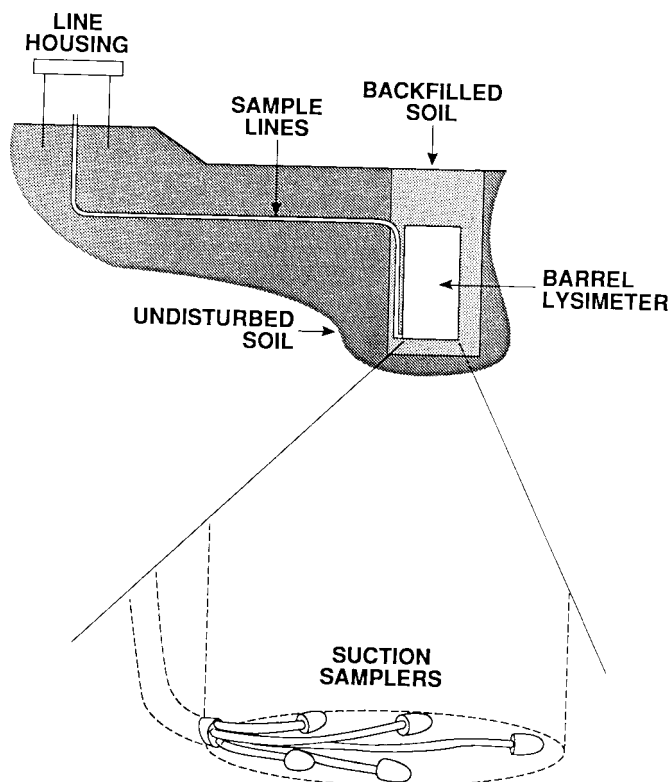 LINE
HOUSING
SAMPLE
LINES
BACKFILLED
SOIL
BARREL
LYSIMETER
UNDISTURBED
SOIL
SUCTION
SAMPLERS